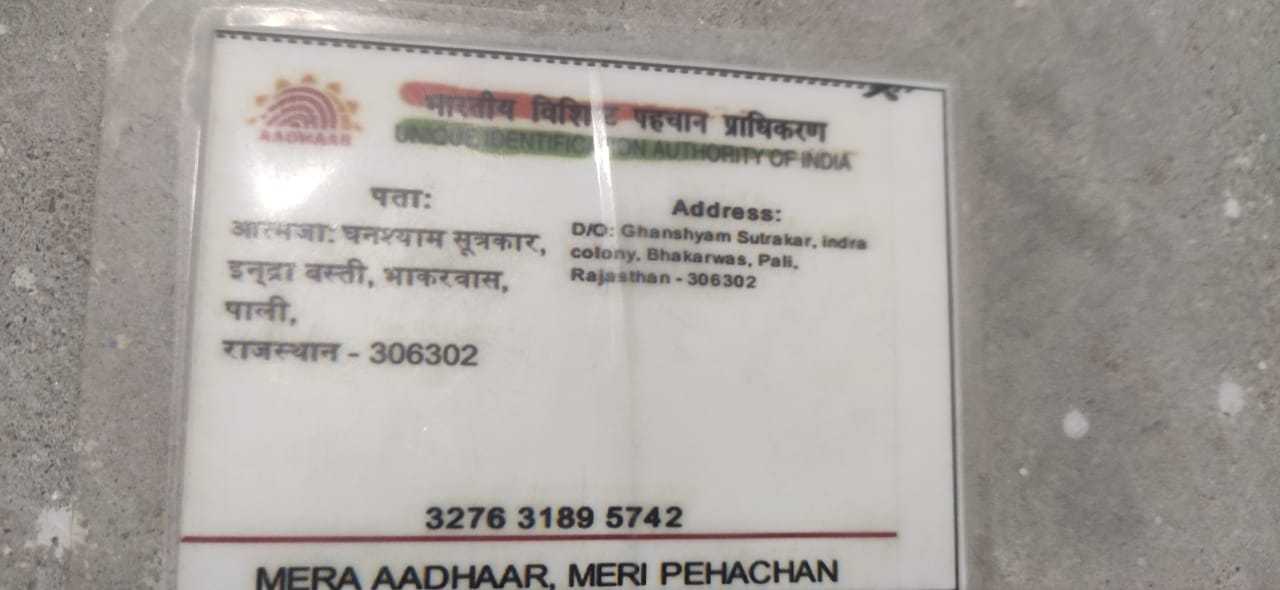 AADHAAR
भारतीय विशिष्ट पहचान प्राधिकरण
UNIQUE IDENTIFICATION AUTHORITY OF INDIA
पता:
आत्मजा: घनश्याम सूत्रकार,
इन्द्रा बस्ती, भाकरवास,
पाली,
राजस्थान - 306302
Address:
D/O: Ghanshyam Sutrakar, indra
colony, Bhakarwas, Pali,
Rajasthan - 306302
3276 3189 5742
MERA AADHAAR, MERI PEHACHAN